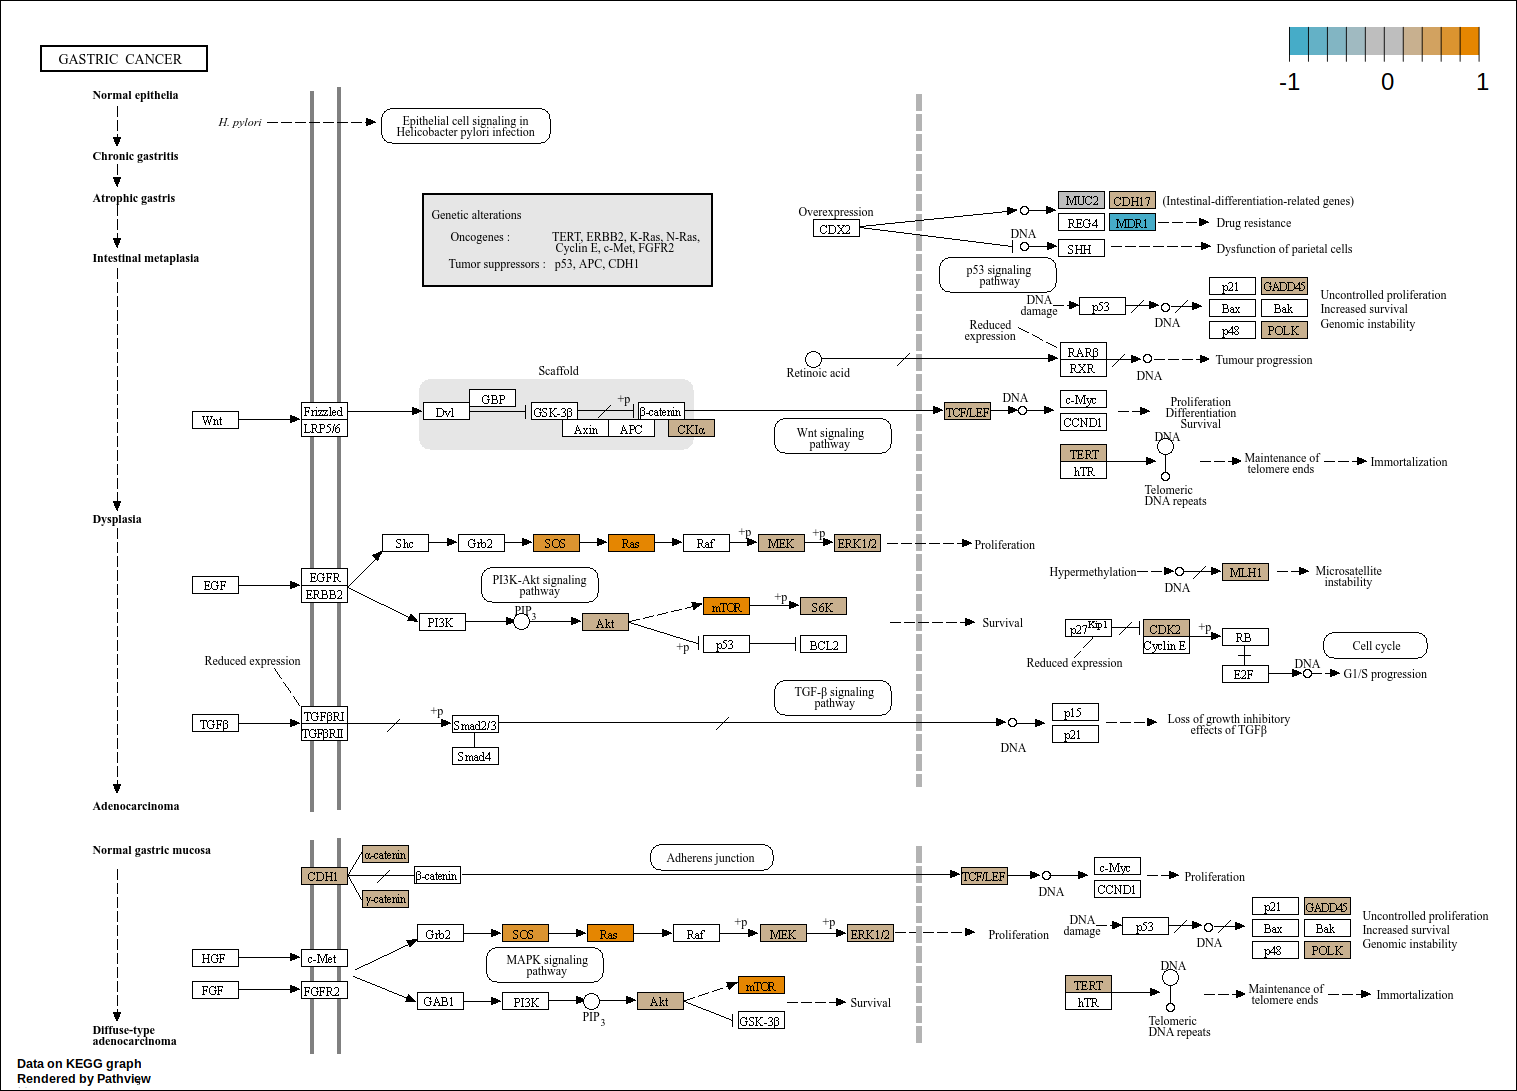 GASTRIC CANCER
-1 0 1
Normal epithelia
H. pylori
Epithelial cell signaling in
Helicobacter pylori infection
Chronic gastritis
Atrophic gastris
Intestinal metaplasia
Dysplasia
Adenocarcinoma
Genetic alterations
Oncogenes : TERT, ERBB2, K-Ras, N-Ras,
Cyclin E, c-Met, FGFR2
Tumor suppressors : p53, APC, CDH1
Overexpression
CDX2
MUC2 CDH17 (Intestinal-differentiation-related genes)
REG4 MDR1 Drug resistance
DNA
SHH Dysfunction of parietal cells
p53 signaling
pathway
DNA
damage
p53
DNA
p21 GADD45
Bax Bak
p48 POLK
Uncontrolled proliferation
Increased survival
Genomic instability
Reduced
expression
Retinoic acid
RARβ
RXR
DNA
Tumour progression
Scaffold
Wnt
Frizzled
LRP5/6
Dvl
GBP
GSK-3β
+p
β-catenin
Axin APC CKIα
Wnt signaling
pathway
TCF/LEF
DNA
c-Myc
CCND1
Proliferation
Differentiation
Survival
TERT
hTR
DNA
Telomeric
DNA repeats
Maintenance of
telomere ends
Immortalization
EGF
EGFR
ERBB2
Shc Grb2 SOS Ras Raf +p MEK +p ERK1/2
Proliferation
PI3K-Akt signaling
pathway
PI3K
PIP3
Akt
mTOR +p S6K
+p p53 BCL2
Survival
Hypermethylation
DNA
MLH1
Microsatellite
instability
p27Kip1
Reduced expression
CDK2
Cyclin E
+p
RB
E2F
DNA
Cell cycle
G1/S progression
Reduced expression
TGFβ
TGFβRI
TGFβRII
+p
Smad2/3
Smad4
TGF-β signaling
pathway
DNA
p15
p21
Loss of growth inhibitory
effects of TGFβ
Normal gastric mucosa
Diffuse-type
adenocarcinoma
CDH1
α-catenin
β-catenin
γ-catenin
Adherens junction
TCF/LEF
DNA
c-Myc
CCND1
Proliferation
HGF
FGF
c-Met
FGFR2
Grb2 SOS Ras Raf +p MEK +p ERK1/2
Proliferation
MAPK signaling
pathway
GAB1 PI3K
PIP3
Akt
mTOR
GSK-3β
Survival
DNA
damage
p53
DNA
p21 GADD45
Bax Bak
p48 POLK
Uncontrolled proliferation
Increased survival
Genomic instability
TERT
hTR
DNA
Telomeric
DNA repeats
Maintenance of
telomere ends
Immortalization
Data on KEGG graph
Rendered by Pathview